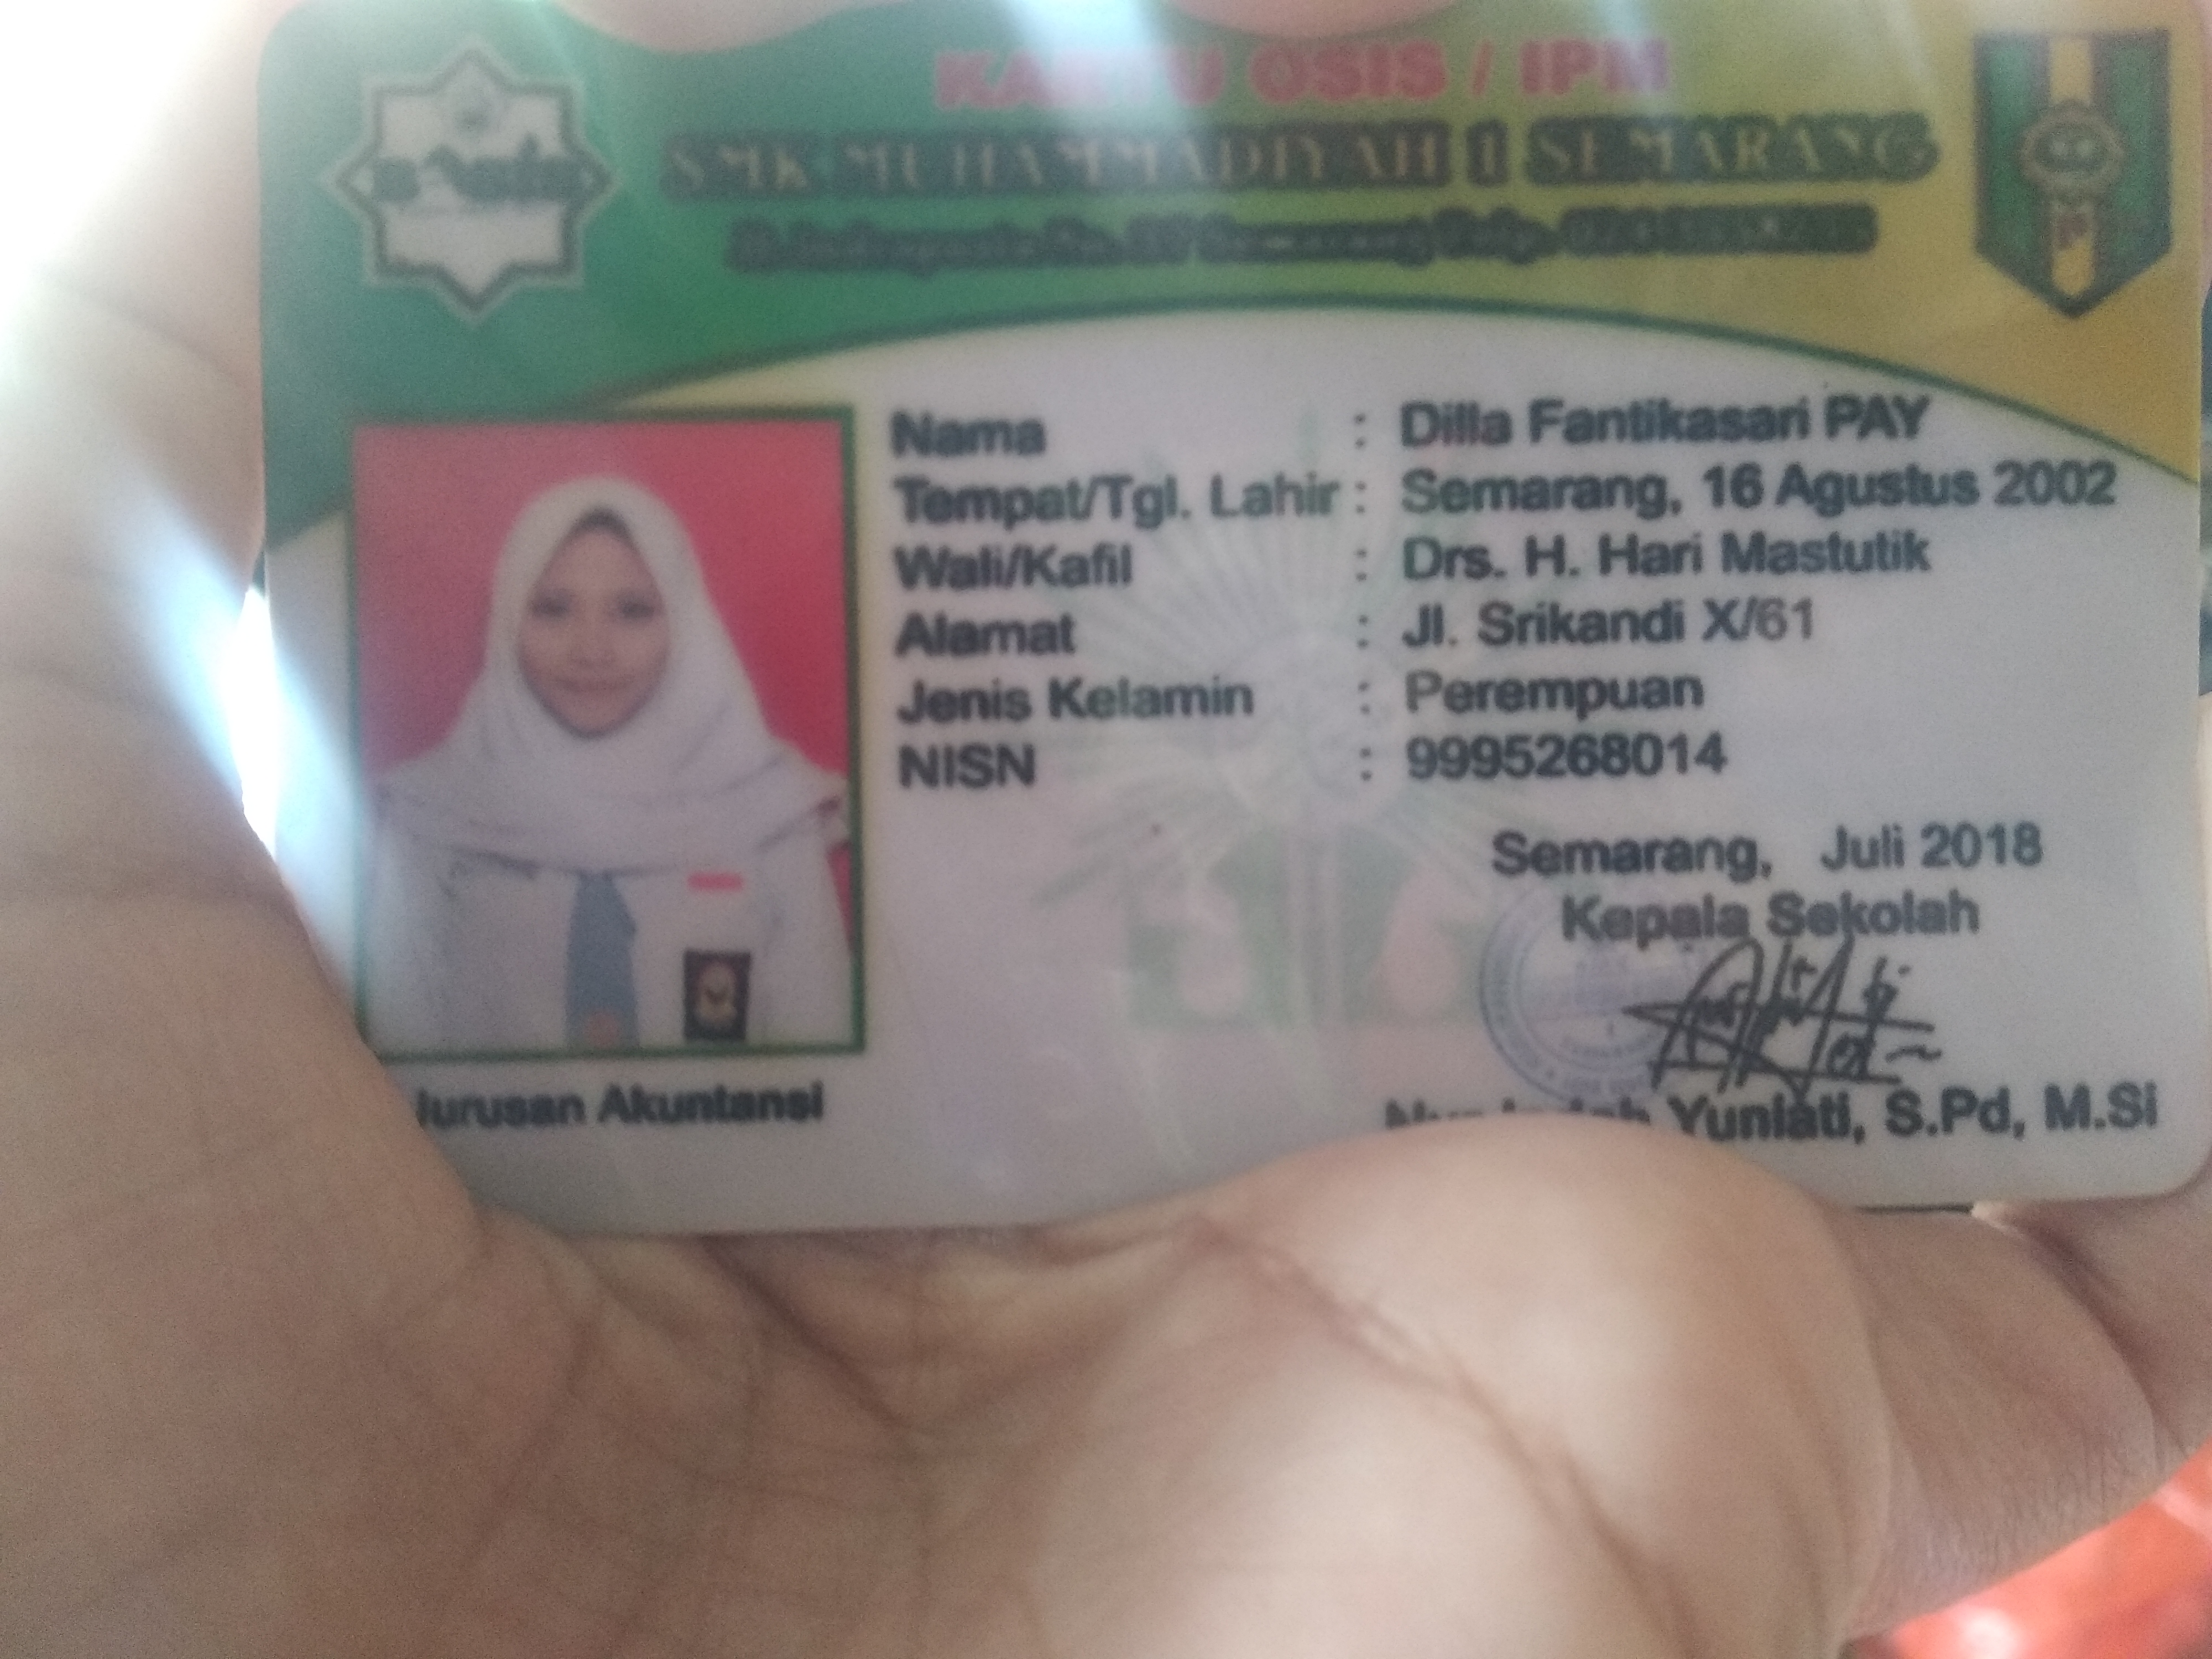 KARTU OSIS / IPM
SMK MUHAMMADIYAH 1 SEMARANG
Semarang Telp.
Nama : Dilla Fantikasari PAY
Tempat/Tgl. Lahir : Semarang, 16 Agustus 2002
Wali/Kafil : Drs. H. Hari Mastutik
Alamat : Jl. Srikandi X/61
Jenis Kelamin : Perempuan
NISN : 9995268014
Semarang, Juli 2018
Kepala Sekolah
Yuniati, S.Pd, M.Si
Jurusan Akuntansi